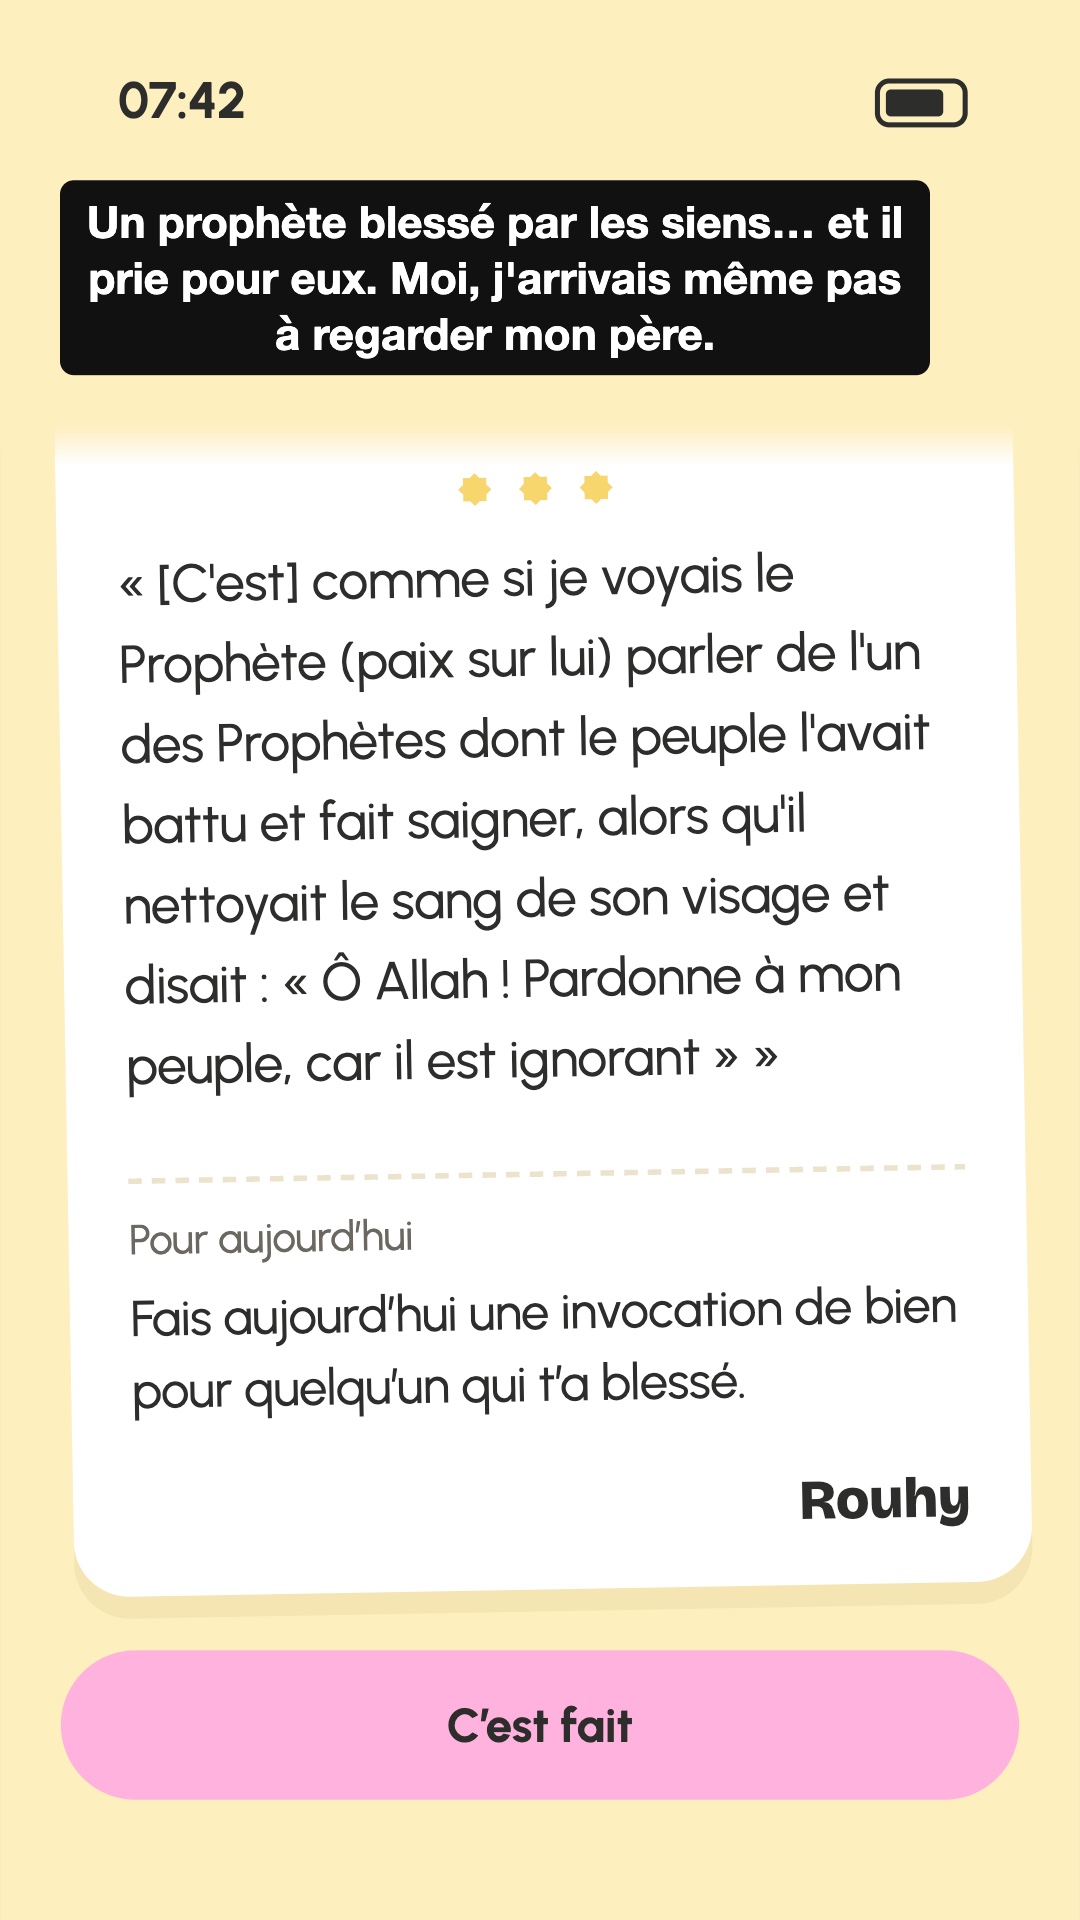 07:42
Un prophète blessé par les siens... et il
prie pour eux. Moi, j'arrivais même pas
à regarder mon père.
« [C'est] comme si je voyais le
Prophète (paix sur lui) parler de l'un
des Prophètes dont le peuple l'avait
battu et fait saigner, alors qu'il
nettoyait le sang de son visage et
disait : « Ô Allah ! Pardonne à mon
peuple, car il est ignorant » »
Pour aujourd’hui
Fais aujourd’hui une invocation de bien
pour quelqu’un qui t’a blessé.
Rouhy
C’est fait